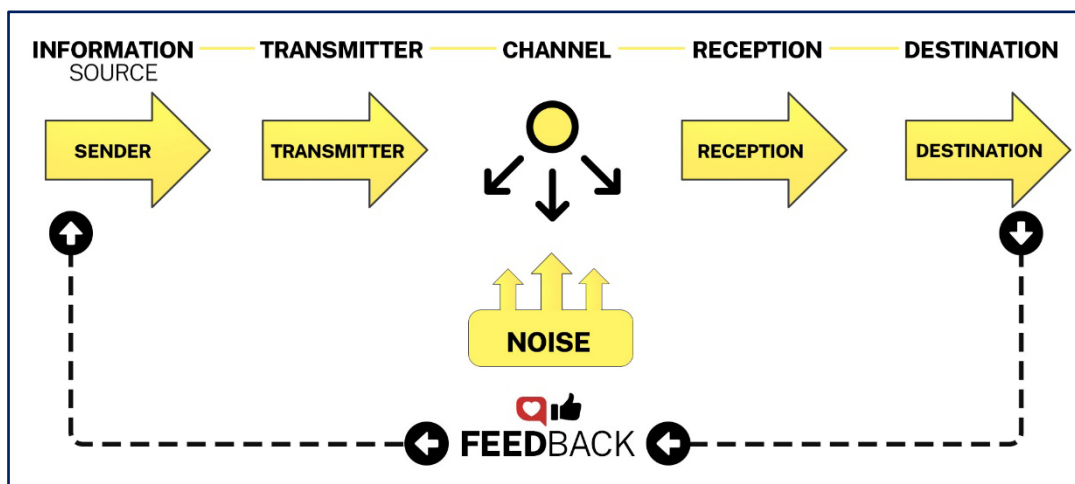 INFORMATION
SOURCE
TRANSMITTER
CHANNEL
RECEPTION
DESTINATION
SENDER
TRANSMITTER
RECEPTION
DESTINATION
NOISE
FEEDBACK